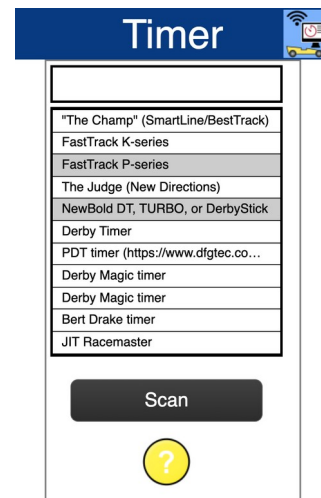 Timer
"The Champ" (SmartLine/BestTrack)
FastTrack K-series
FastTrack P-series
The Judge (New Directions)
NewBold DT, TURBO, or DerbyStick
Derby Timer
PDT timer (https://www.dfgtec.co...
Derby Magic timer
Derby Magic timer
Bert Drake timer
JIT Racemaster
Scan
?